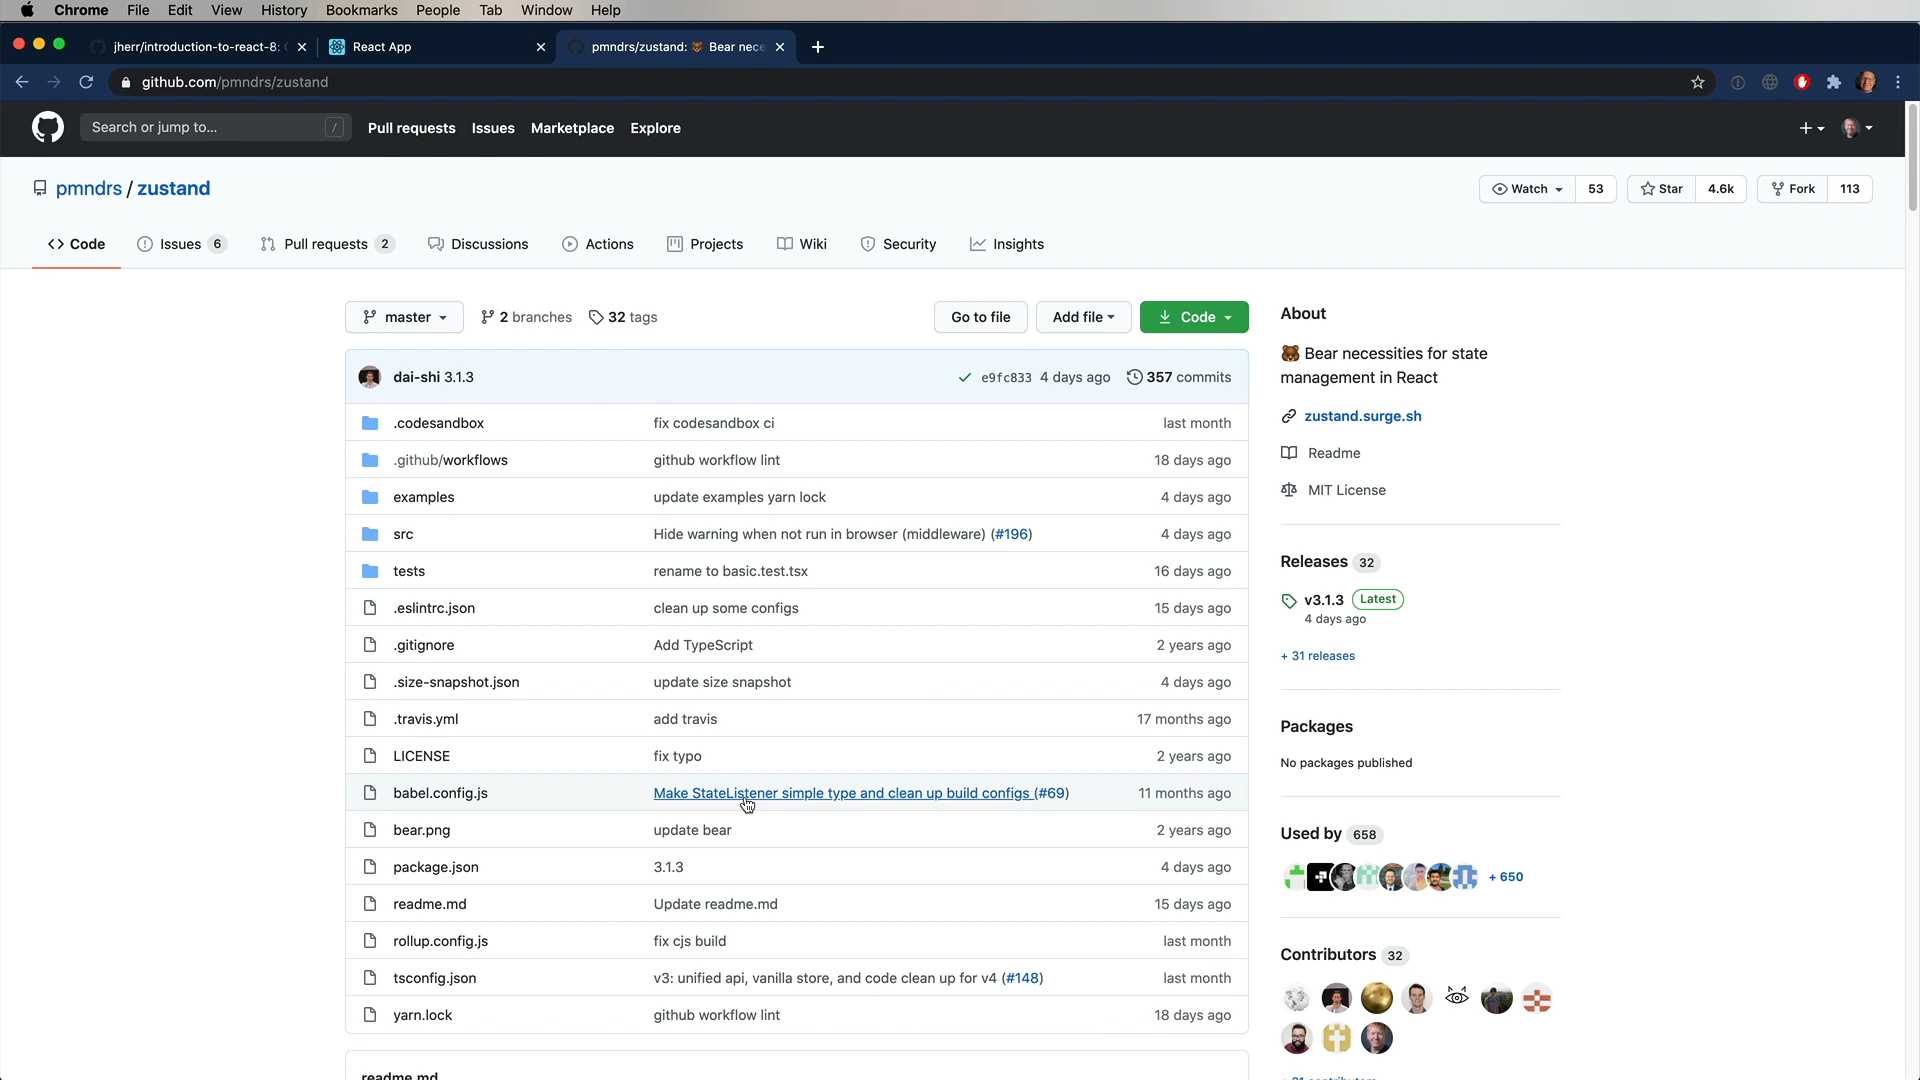 Chrome File Edit View History Bookmarks People Tab Window Help
jherr/introduction-to-react-8: React App pmndrs/zustand: 🐻 Bear nece
github.com/pmndrs/zustand
Search or jump to... / Pull requests Issues Marketplace Explore
pmndrs / zustand Watch 53 Star 4.6k Fork 113
Code Issues 6 Pull requests 2 Discussions Actions Projects Wiki Security Insights
master 2 branches 32 tags Go to file Add file Code
dai-shi 3.1.3 e9fc833 4 days ago 357 commits
.codesandbox fix codesandbox ci last month
.github/workflows github workflow lint 18 days ago
examples update examples yarn lock 4 days ago
src Hide warning when not run in browser (middleware) (#196) 4 days ago
tests rename to basic.test.tsx 16 days ago
.eslintrc.json clean up some configs 15 days ago
.gitignore Add TypeScript 2 years ago
.size-snapshot.json update size snapshot 4 days ago
.travis.yml add travis 17 months ago
LICENSE fix typo 2 years ago
babel.config.js Make StateListener simple type and clean up build configs (#69) 11 months ago
bear.png update bear 2 years ago
package.json 3.1.3 4 days ago
readme.md Update readme.md 15 days ago
rollup.config.js fix cjs build last month
tsconfig.json v3: unified api, vanilla store, and code clean up for v4 (#148) last month
yarn.lock github workflow lint 18 days ago
readme.md
About
🐻 Bear necessities for state
management in React
zustand.surge.sh
Readme
MIT License
Releases 32
v3.1.3 Latest
4 days ago
+ 31 releases
Packages
No packages published
Used by 658
+ 650
Contributors 32